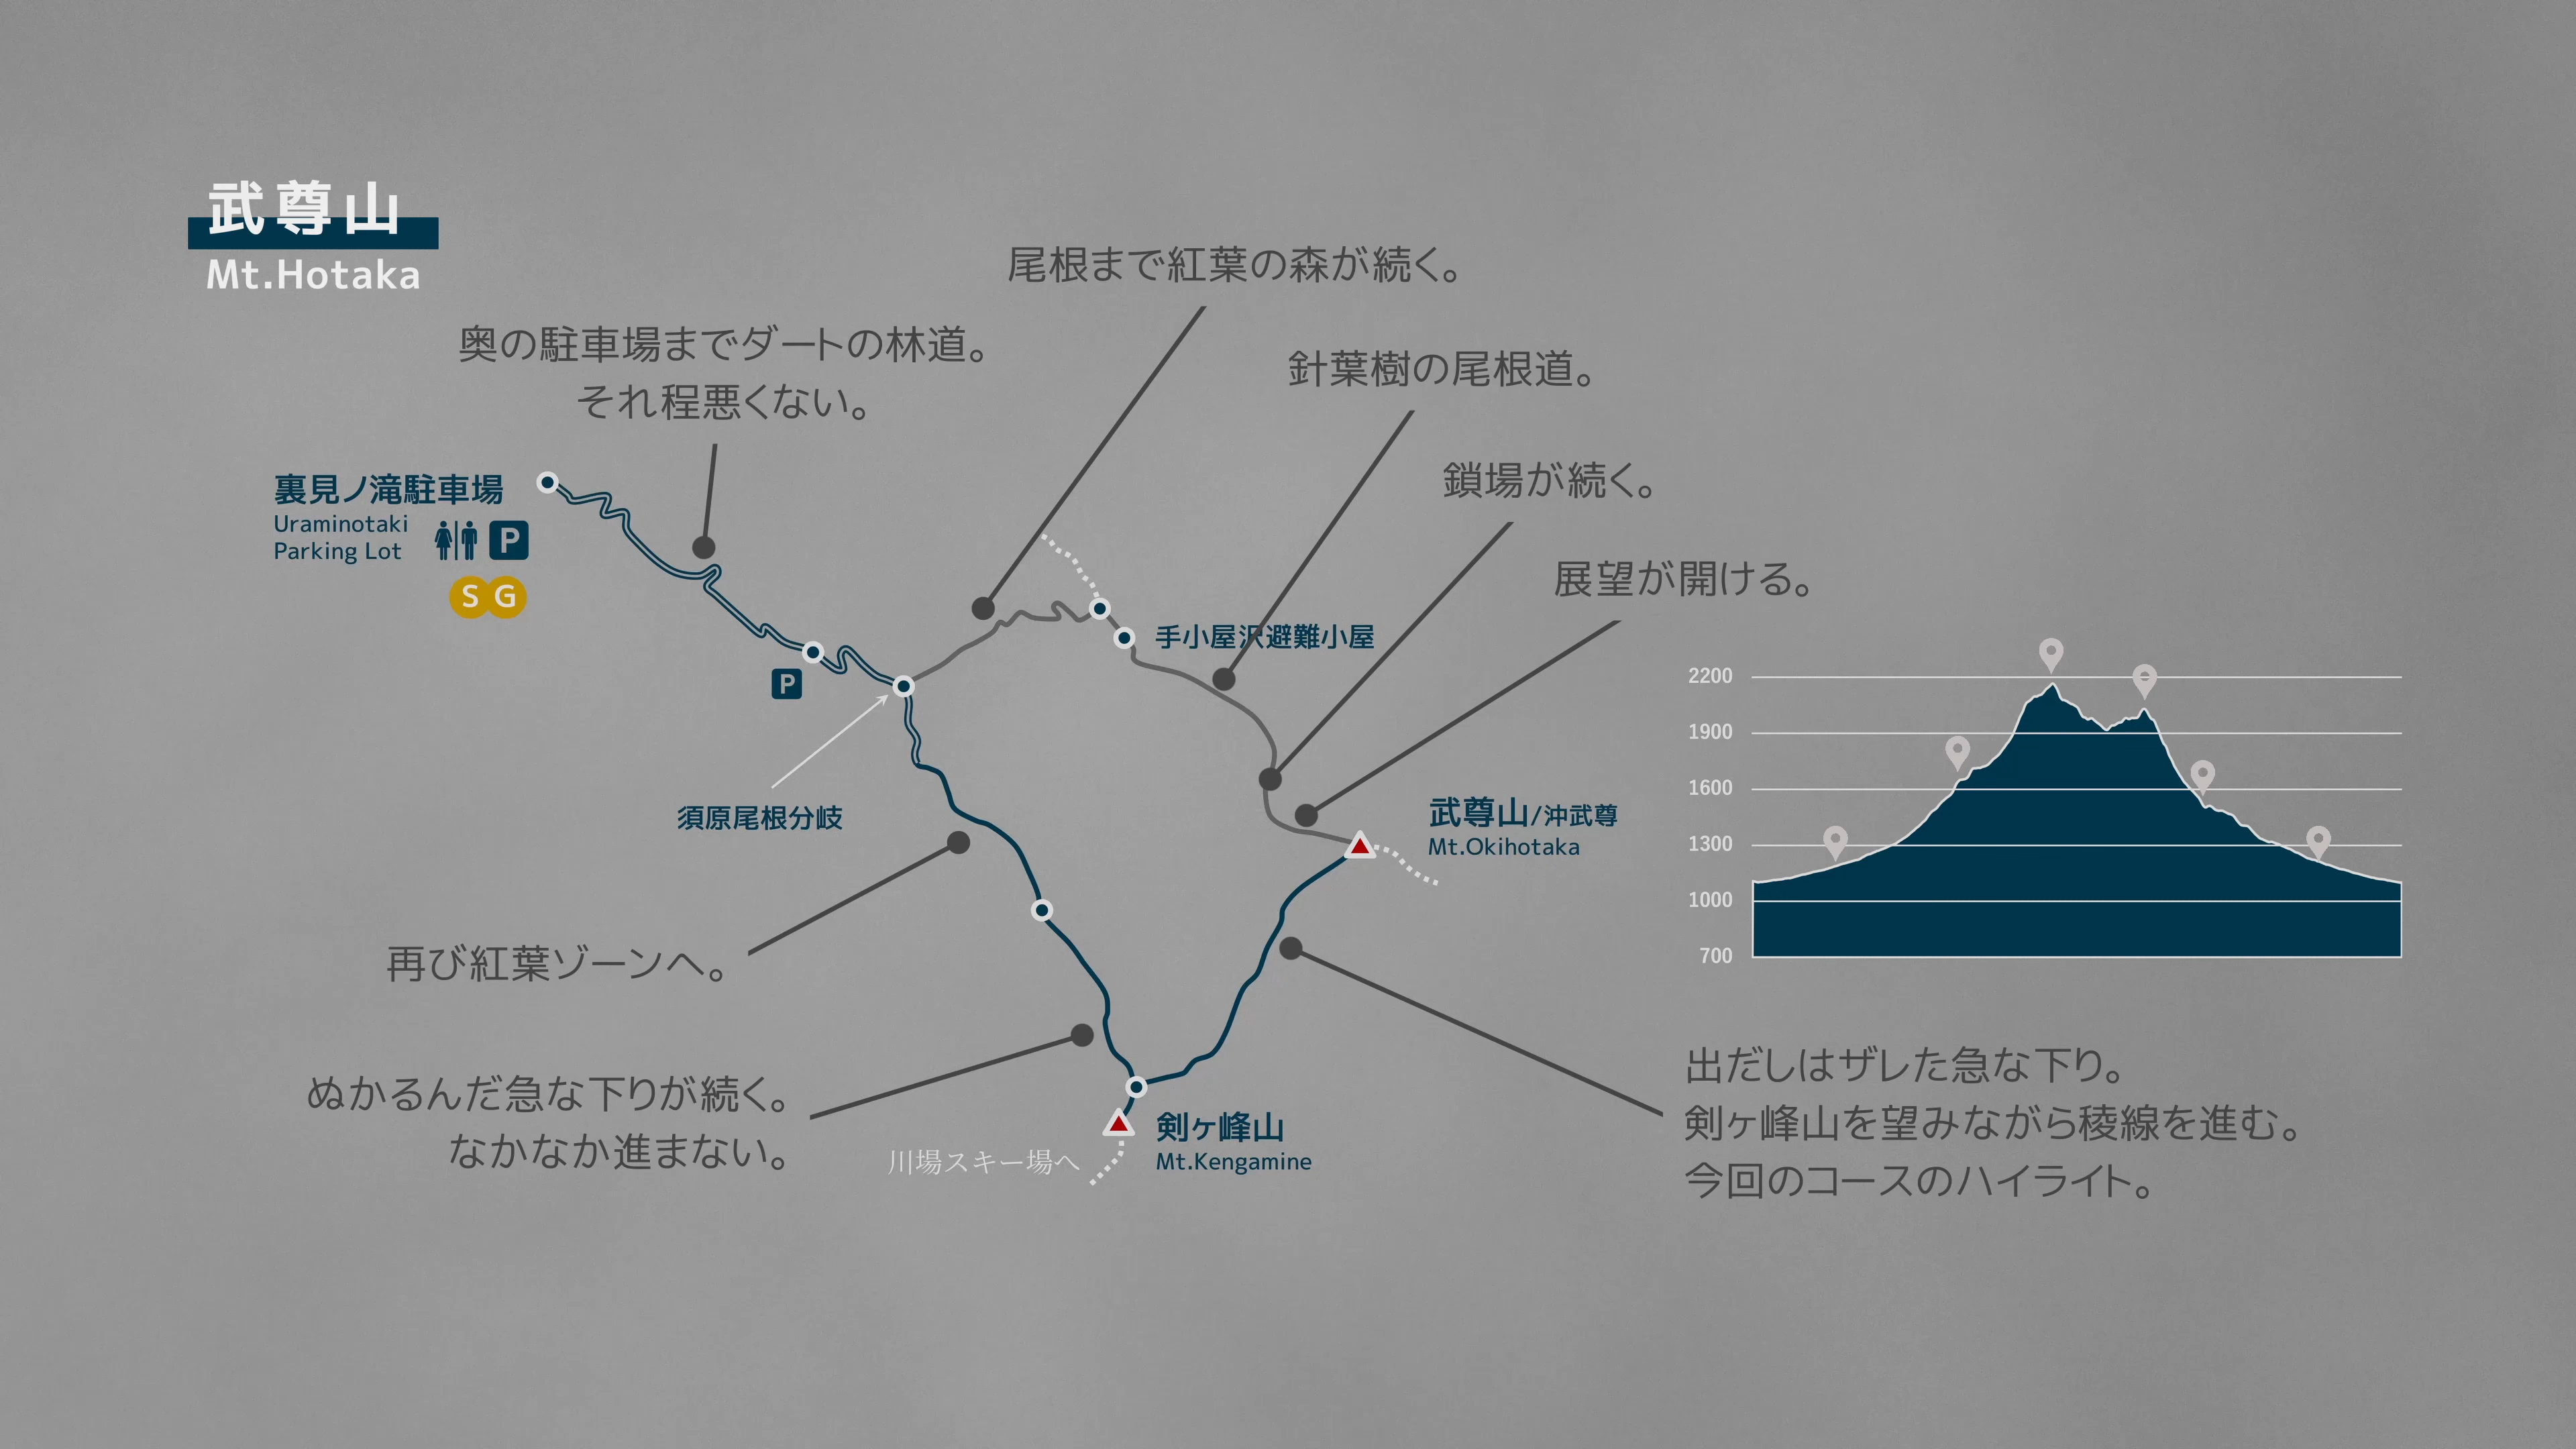 武尊山
Mt.Hotaka
尾根まで紅葉の森が続く。
奥の駐車場までダートの林道。
それ程悪くない。
針葉樹の尾根道。
鎖場が続く。
展望が開ける。
裏見ノ滝駐車場
Uraminotaki
Parking Lot
P
S G
手小屋沢避難小屋
P
須原尾根分岐
武尊山/沖武尊
Mt.Okihotaka
2200
1900
1600
1300
1000
700
再び紅葉ゾーンへ。
ぬかるんだ急な下りが続く。
なかなか進まない。
剣ヶ峰山
Mt.Kengamine
川場スキー場へ
出だしはザレた急な下り。
剣ヶ峰山を望みながら稜線を進む。
今回のコースのハイライト。